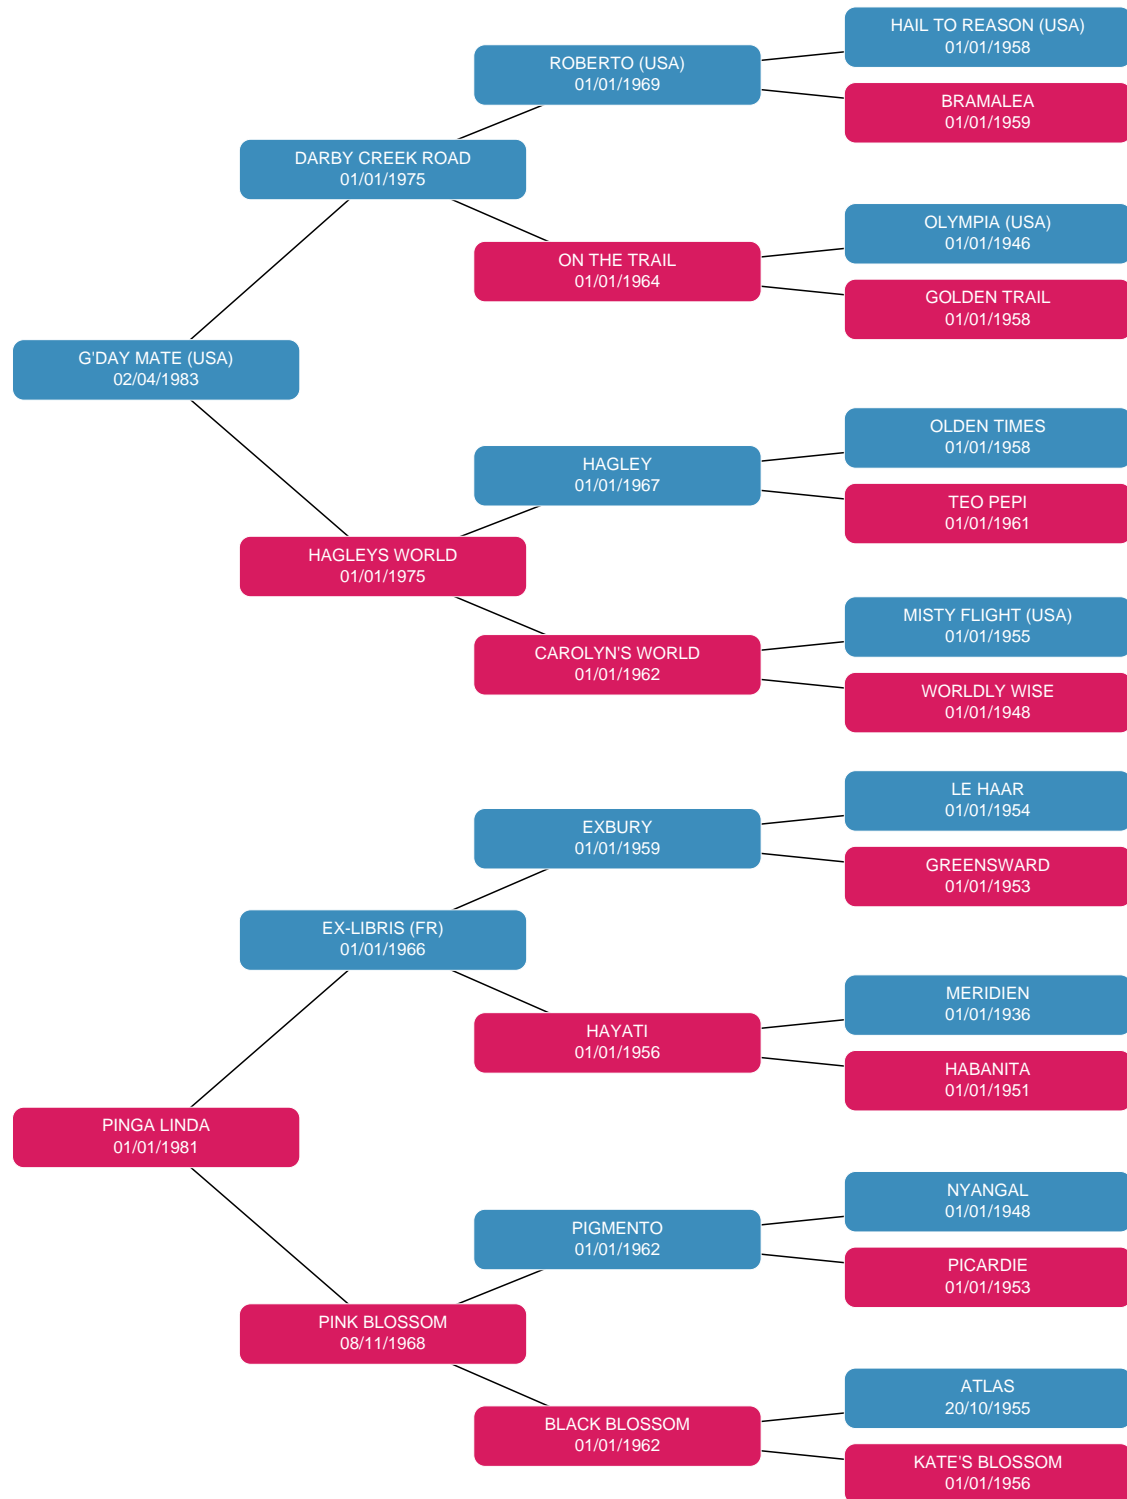 HAIL TO REASON (USA)
01/01/1958
ROBERTO (USA)
01/01/1969
BRAMALEA
01/01/1959
DARBY CREEK ROAD
01/01/1975
OLYMPIA (USA)
01/01/1946
ON THE TRAIL
01/01/1964
GOLDEN TRAIL
01/01/1958
G'DAY MATE (USA)
02/04/1983
OLDEN TIMES
01/01/1958
HAGLEY
01/01/1967
TEO PEPI
01/01/1961
HAGLEYS WORLD
01/01/1975
MISTY FLIGHT (USA)
01/01/1955
CAROLYN'S WORLD
01/01/1962
WORLDLY WISE
01/01/1948
LE HAAR
01/01/1954
EXBURY
01/01/1959
GREENSWARD
01/01/1953
EX-LIBRIS (FR)
01/01/1966
MERIDIEN
01/01/1936
HAYATI
01/01/1956
HABANITA
01/01/1951
PINGA LINDA
01/01/1981
NYANGAL
01/01/1948
PIGMENTO
01/01/1962
PICARDIE
01/01/1953
PINK BLOSSOM
08/11/1968
ATLAS
20/10/1955
BLACK BLOSSOM
01/01/1962
KATE'S BLOSSOM
01/01/1956